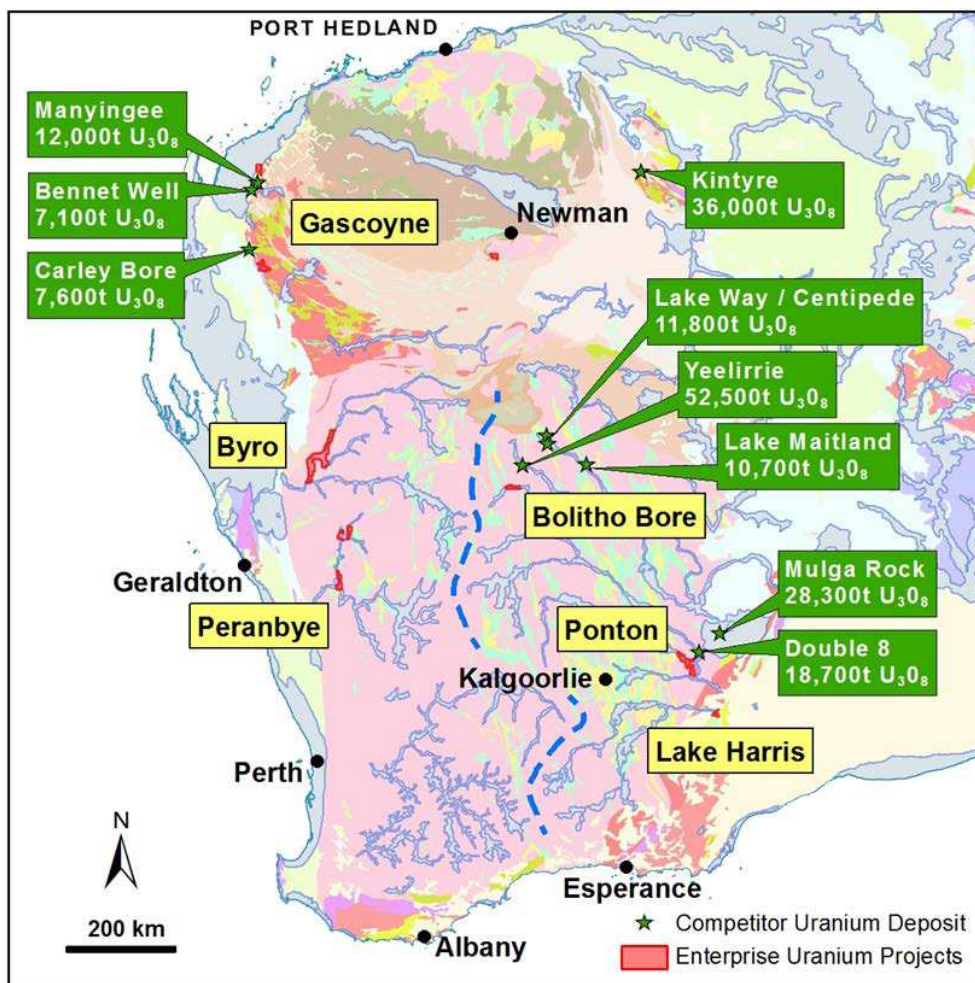 PORT HEDLAND
Manyingee
12,000t U₃0₈
Bennet Well
7,100t U₃0₈
Carley Bore
7,600t U₃0₈
Kintyre
36,000t U₃0₈
Gascoyne
Newman
Lake Way / Centipede
11,800t U₃0₈
Yeelirrie
52,500t U₃0₈
Lake Maitland
10,700t U₃0₈
Byro
Bolitho Bore
Geraldton
Peranbye
Ponton
Mulga Rock
28,300t U₃0₈
Double 8
18,700t U₃0₈
Kalgoorlie
Lake Harris
Perth
N
200 km
Esperance
Albany
Competitor Uranium Deposit
Enterprise Uranium Projects